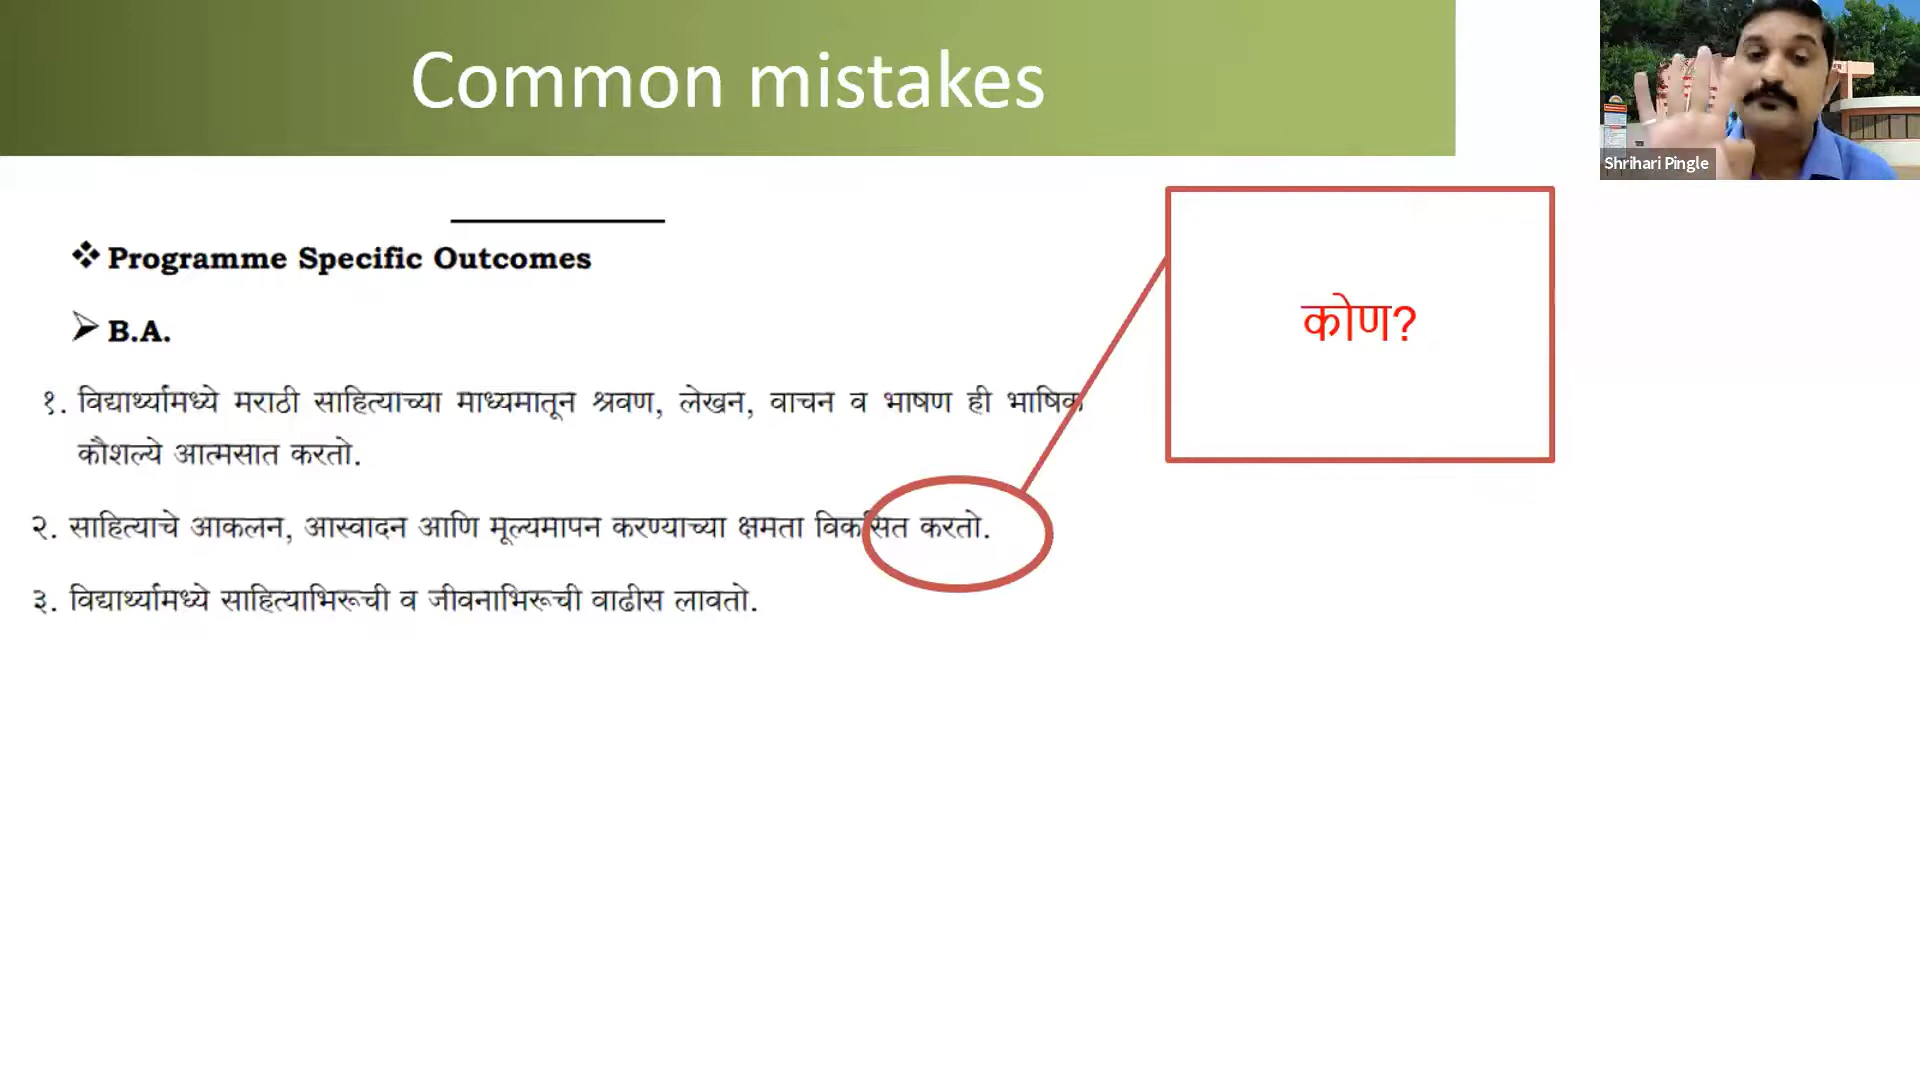 Common mistakes
Shrihari Pingle
❖ Programme Specific Outcomes
➢ B.A.
कोण?
१. विद्यार्थ्यांमध्ये मराठी साहित्याच्या माध्यमातून श्रवण, लेखन, वाचन व भाषण ही भाषिक
कौशल्ये आत्मसात करतो.
२. साहित्याचे आकलन, आस्वादन आणि मूल्यमापन करण्याच्या क्षमता विकसित करतो.
३. विद्यार्थ्यांमध्ये साहित्याभिरूची व जीवनाभिरूची वाढीस लावतो.